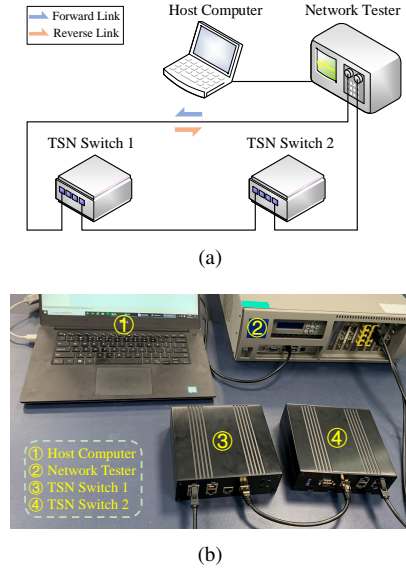 Forward Link
Reverse Link
Host Computer
Network Tester
TSN Switch 1
TSN Switch 2
(a)
①
②
③
④
① Host Computer
② Network Tester
③ TSN Switch 1
④ TSN Switch 2
(b)